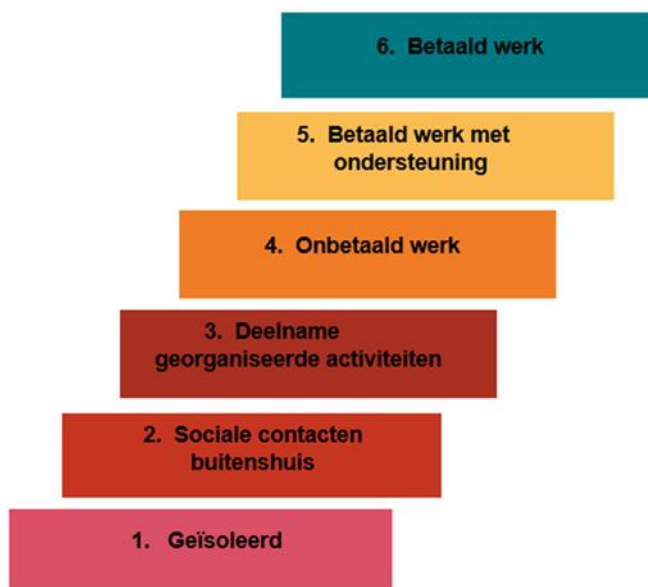 6. Betaald werk
5. Betaald werk met
ondersteuning
4. Onbetaald werk
3. Deelname
georganiseerde activiteiten
2. Sociale contacten
buitenshuis
1. Geïsoleerd